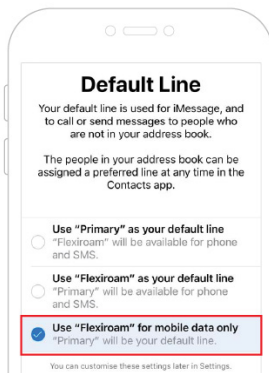 Default Line
Your default line is used for iMessage, and
to call or send messages to people who
are not in your address book.
The people in your address book can be
assigned a preferred line at any time in the
Contacts app.
Use “Primary” as your default line
“Flexiroam” will be available for phone
and SMS.
Use “Flexiroam” as your default line
“Primary” will be available for phone
and SMS.
Use “Flexiroam” for mobile data only
“Primary” will be your default line.
You can customise these settings later in Settings.